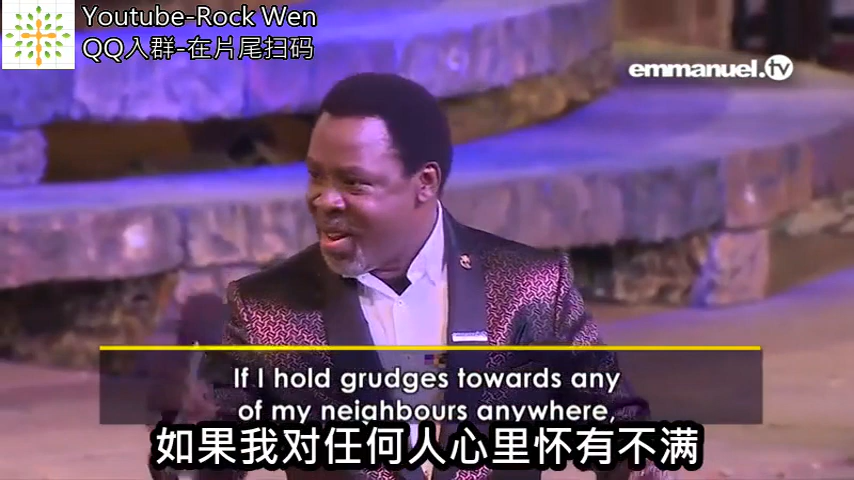 Youtube-Rock Wen
QQ入群-在片尾扫码
emmanuel.tv
If I hold grudges towards any
of my neighbours anywhere,
如果我对任何人心里怀有不满